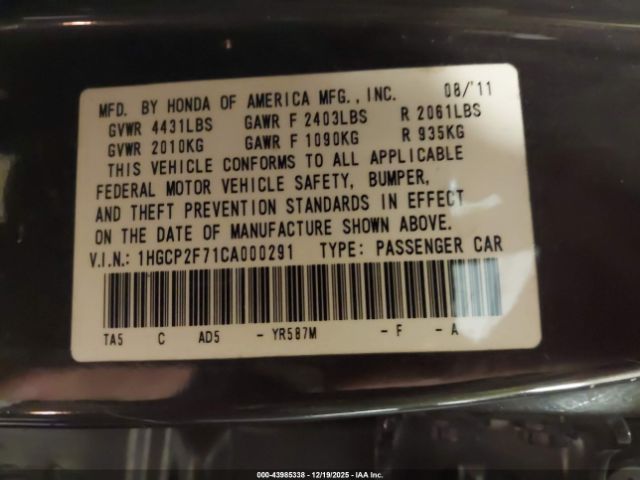 MFD. BY HONDA OF AMERICA MFG., INC. 08/'11
GVWR 4431LBS GAWR F 2403LBS R 2061LBS
GVWR 2010KG GAWR F 1090KG R 935KG
THIS VEHICLE CONFORMS TO ALL APPLICABLE
FEDERAL MOTOR VEHICLE SAFETY, BUMPER,
AND THEFT PREVENTION STANDARDS IN EFFECT
ON THE DATE OF MANUFACTURE SHOWN ABOVE.
V.I.N.: 1HGCP2F71CA000291 TYPE: PASSENGER CAR
TA5 C AD5 - YR587M - F - A
000-43985338 - 12/19/2025 - IAA Inc.